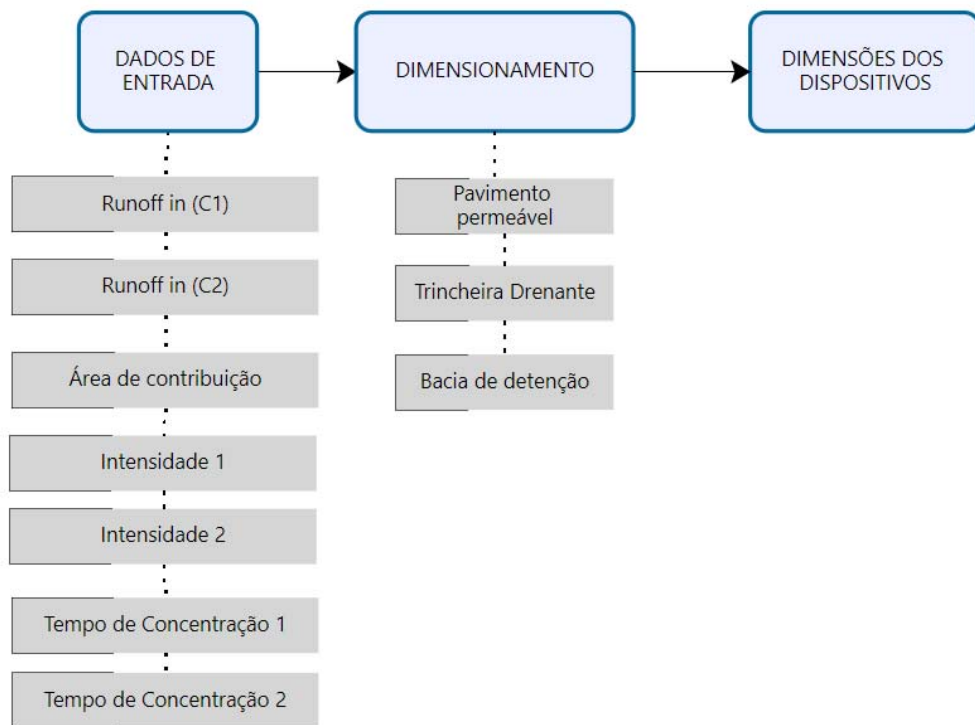 DADOS DE
ENTRADA
DIMENSIONAMENTO
DIMENSÕES DOS
DISPOSITIVOS
Runoff in (C1)
Runoff in (C2)
Área de contribuição
Intensidade 1
Intensidade 2
Tempo de Concentração 1
Tempo de Concentração 2
Pavimento
permeável
Trincheira Drenante
Bacia de detenção